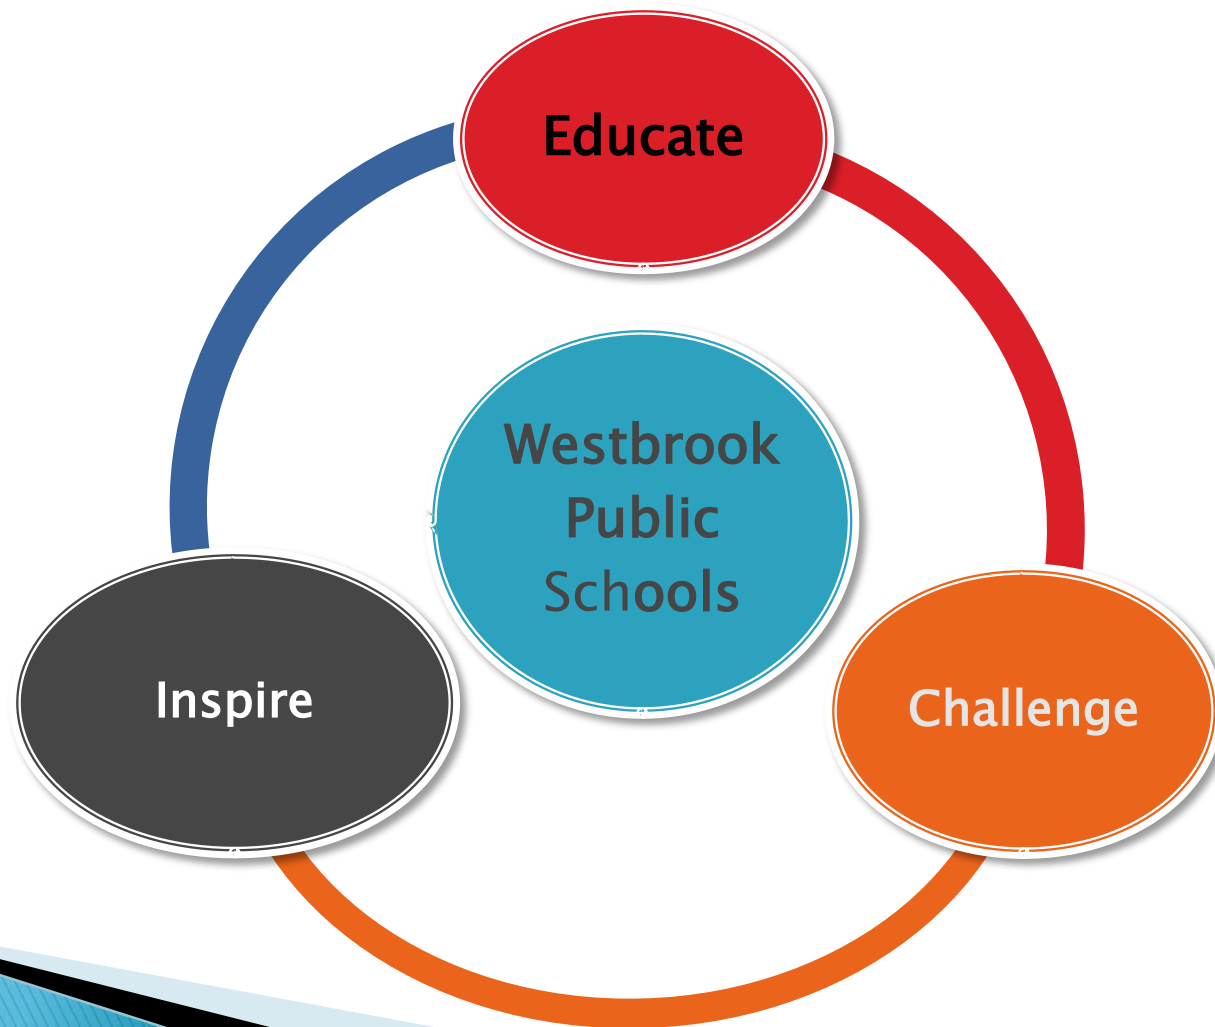 Educate
Westbrook
Public
Schools
Inspire
Challenge